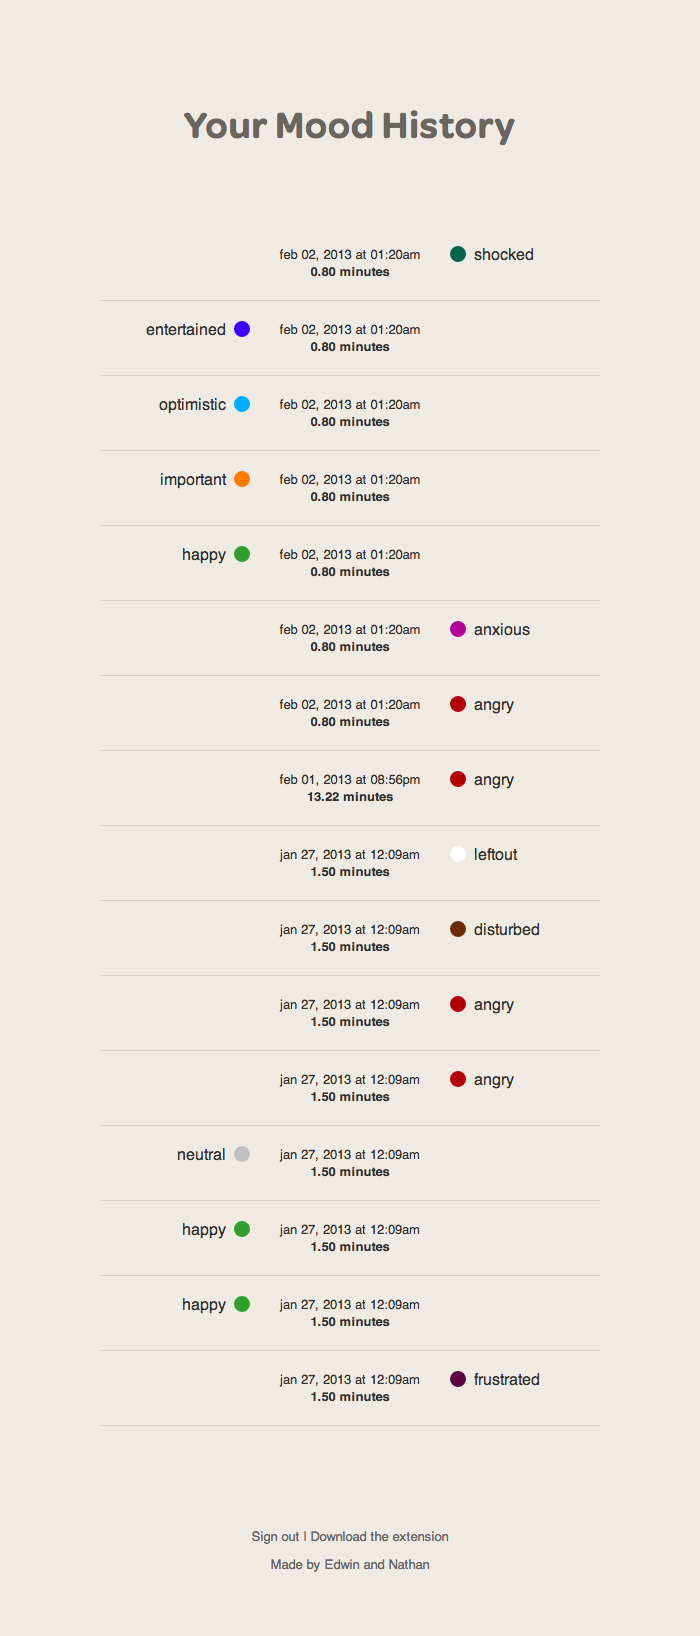 Your Mood History
feb 02, 2013 at 01:20am shocked
0.80 minutes
entertained feb 02, 2013 at 01:20am
0.80 minutes
optimistic feb 02, 2013 at 01:20am
0.80 minutes
important feb 02, 2013 at 01:20am
0.80 minutes
happy feb 02, 2013 at 01:20am
0.80 minutes
feb 02, 2013 at 01:20am anxious
0.80 minutes
feb 02, 2013 at 01:20am angry
0.80 minutes
feb 01, 2013 at 08:56pm angry
13.22 minutes
jan 27, 2013 at 12:09am leftout
1.50 minutes
jan 27, 2013 at 12:09am disturbed
1.50 minutes
jan 27, 2013 at 12:09am angry
1.50 minutes
jan 27, 2013 at 12:09am angry
1.50 minutes
neutral jan 27, 2013 at 12:09am
1.50 minutes
happy jan 27, 2013 at 12:09am
1.50 minutes
happy jan 27, 2013 at 12:09am
1.50 minutes
jan 27, 2013 at 12:09am frustrated
1.50 minutes
Sign out | Download the extension
Made by Edwin and Nathan